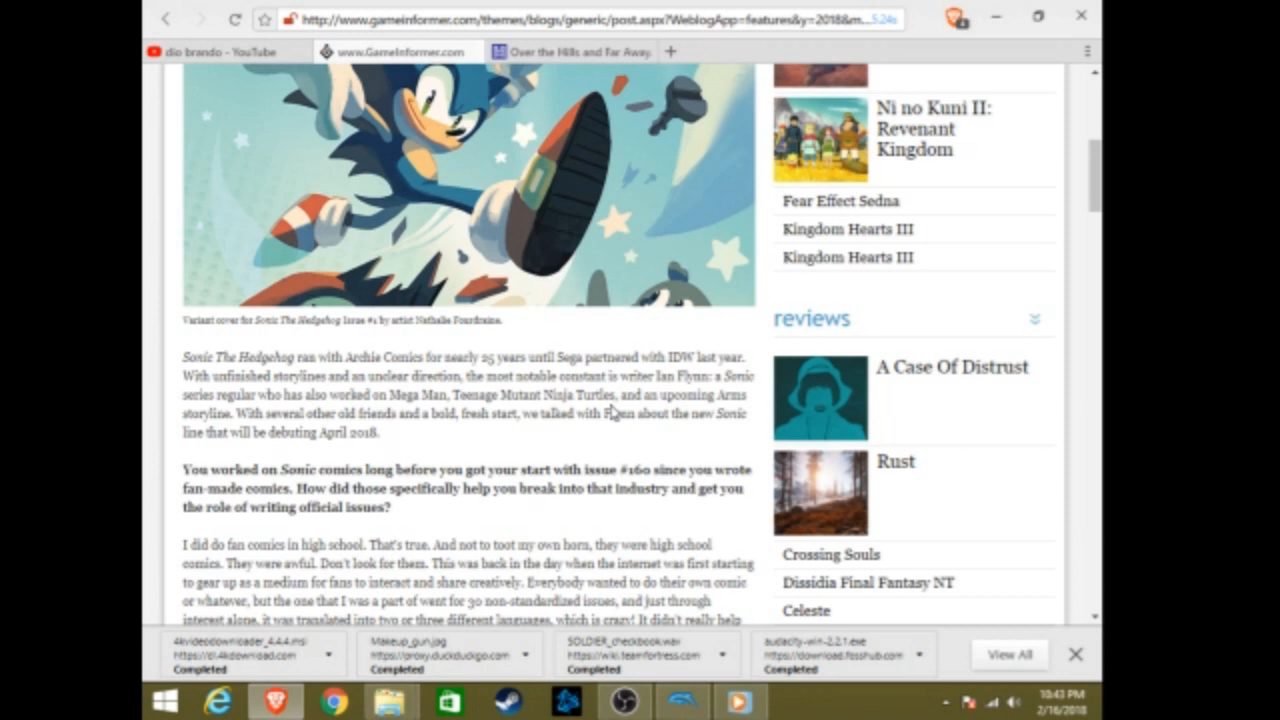 http://www.gameinformer.com/themes/blogs/generic/post.aspx?WeblogApp=features&y=2018&m... 5.24s
4
dio brando - YouTube
www.GameInformer.com
Over the Hills and Far Away.
Ni no Kuni II:
Revenant
Kingdom
Fear Effect Sedna
Kingdom Hearts III
Kingdom Hearts III
Variant cover for Sonic The Hedgehog Issue #1 by artist Nathalie Fourdraine.
reviews
Sonic The Hedgehog ran with Archie Comics for nearly 25 years until Sega partnered with IDW last year.
With unfinished storylines and an unclear direction, the most notable constant is writer Ian Flynn: a Sonic
series regular who has also worked on Mega Man, Teenage Mutant Ninja Turtles, and an upcoming Arms
storyline. With several other old friends and a bold, fresh start, we talked with Flynn about the new Sonic
line that will be debuting April 2018.
A Case Of Distrust
Rust
You worked on Sonic comics long before you got your start with issue #160 since you wrote
fan-made comics. How did those specifically help you break into that industry and get you
the role of writing official issues?
I did do fan comics in high school. That's true. And not to toot my own horn, they were high school
comics. They were awful. Don't look for them. This was back in the day when the internet was first starting
to gear up as a medium for fans to interact and share creatively. Everybody wanted to do their own comic
or whatever, but the one that I was a part of went for 30 non-standardized issues, and just through
interest alone, it was translated into two or three different languages, which is crazy! It didn't really help
Crossing Souls
Dissidia Final Fantasy NT
Celeste
4kvideodownloader_4.4.4.msi
https://dl.4kdownload.com
Completed
Makeup_gun.jpg
https://proxy.duckduckgo.com
Completed
SOLDIER_checkbook.wav
https://wiki.teamfortress.com
Completed
audacity-win-2.2.1.exe
https://download.fosshub.com
Completed
View All
10:43 PM
2/16/2018